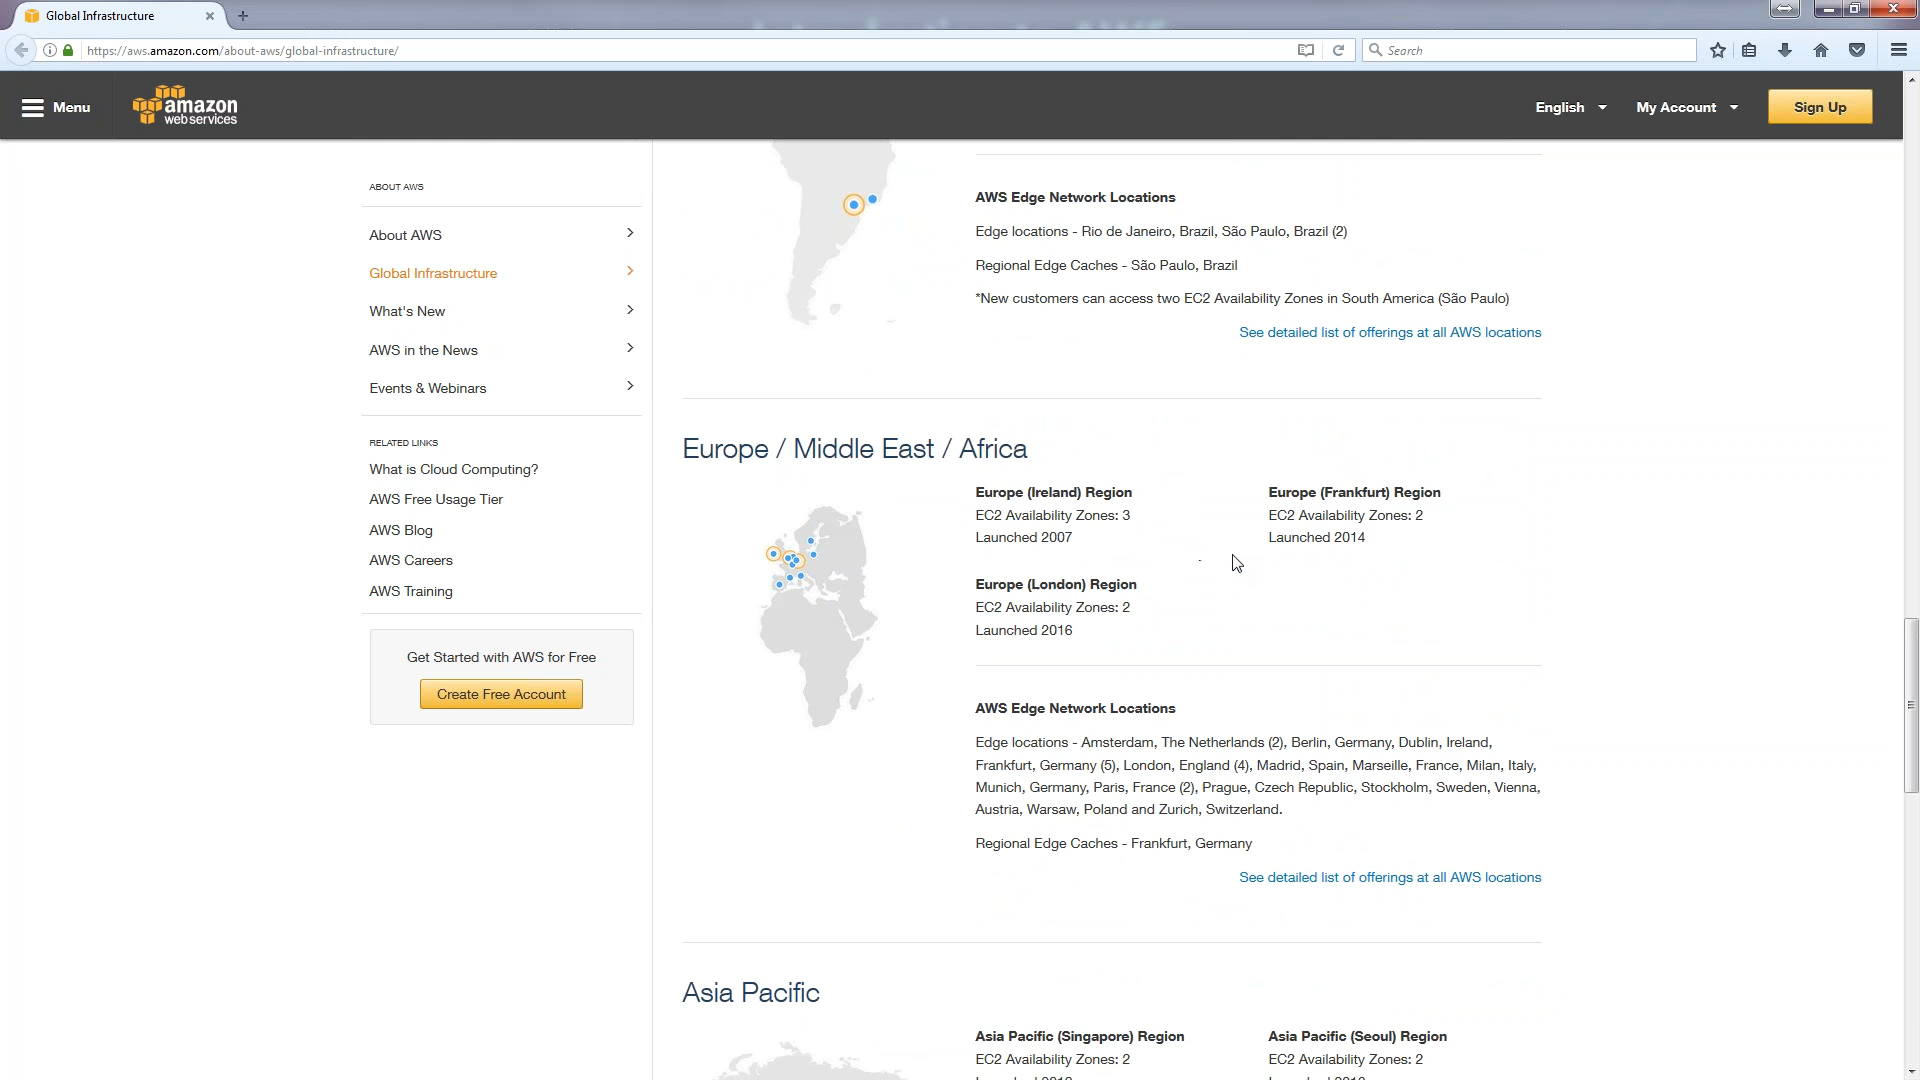 Global Infrastructure
https://aws.amazon.com/about-aws/global-infrastructure/
Search
Menu
amazon
webservices
English
My Account
Sign Up
ABOUT AWS
About AWS
Global Infrastructure
What's New
AWS in the News
Events & Webinars
RELATED LINKS
What is Cloud Computing?
AWS Free Usage Tier
AWS Blog
AWS Careers
AWS Training
Get Started with AWS for Free
Create Free Account
AWS Edge Network Locations
Edge locations - Rio de Janeiro, Brazil, São Paulo, Brazil (2)
Regional Edge Caches - São Paulo, Brazil
*New customers can access two EC2 Availability Zones in South America (São Paulo)
See detailed list of offerings at all AWS locations
Europe / Middle East / Africa
Europe (Ireland) Region
EC2 Availability Zones: 3
Launched 2007
Europe (Frankfurt) Region
EC2 Availability Zones: 2
Launched 2014
Europe (London) Region
EC2 Availability Zones: 2
Launched 2016
AWS Edge Network Locations
Edge locations - Amsterdam, The Netherlands (2), Berlin, Germany, Dublin, Ireland,
Frankfurt, Germany (5), London, England (4), Madrid, Spain, Marseille, France, Milan, Italy,
Munich, Germany, Paris, France (2), Prague, Czech Republic, Stockholm, Sweden, Vienna,
Austria, Warsaw, Poland and Zurich, Switzerland.
Regional Edge Caches - Frankfurt, Germany
See detailed list of offerings at all AWS locations
Asia Pacific
Asia Pacific (Singapore) Region
EC2 Availability Zones: 2
Asia Pacific (Seoul) Region
EC2 Availability Zones: 2